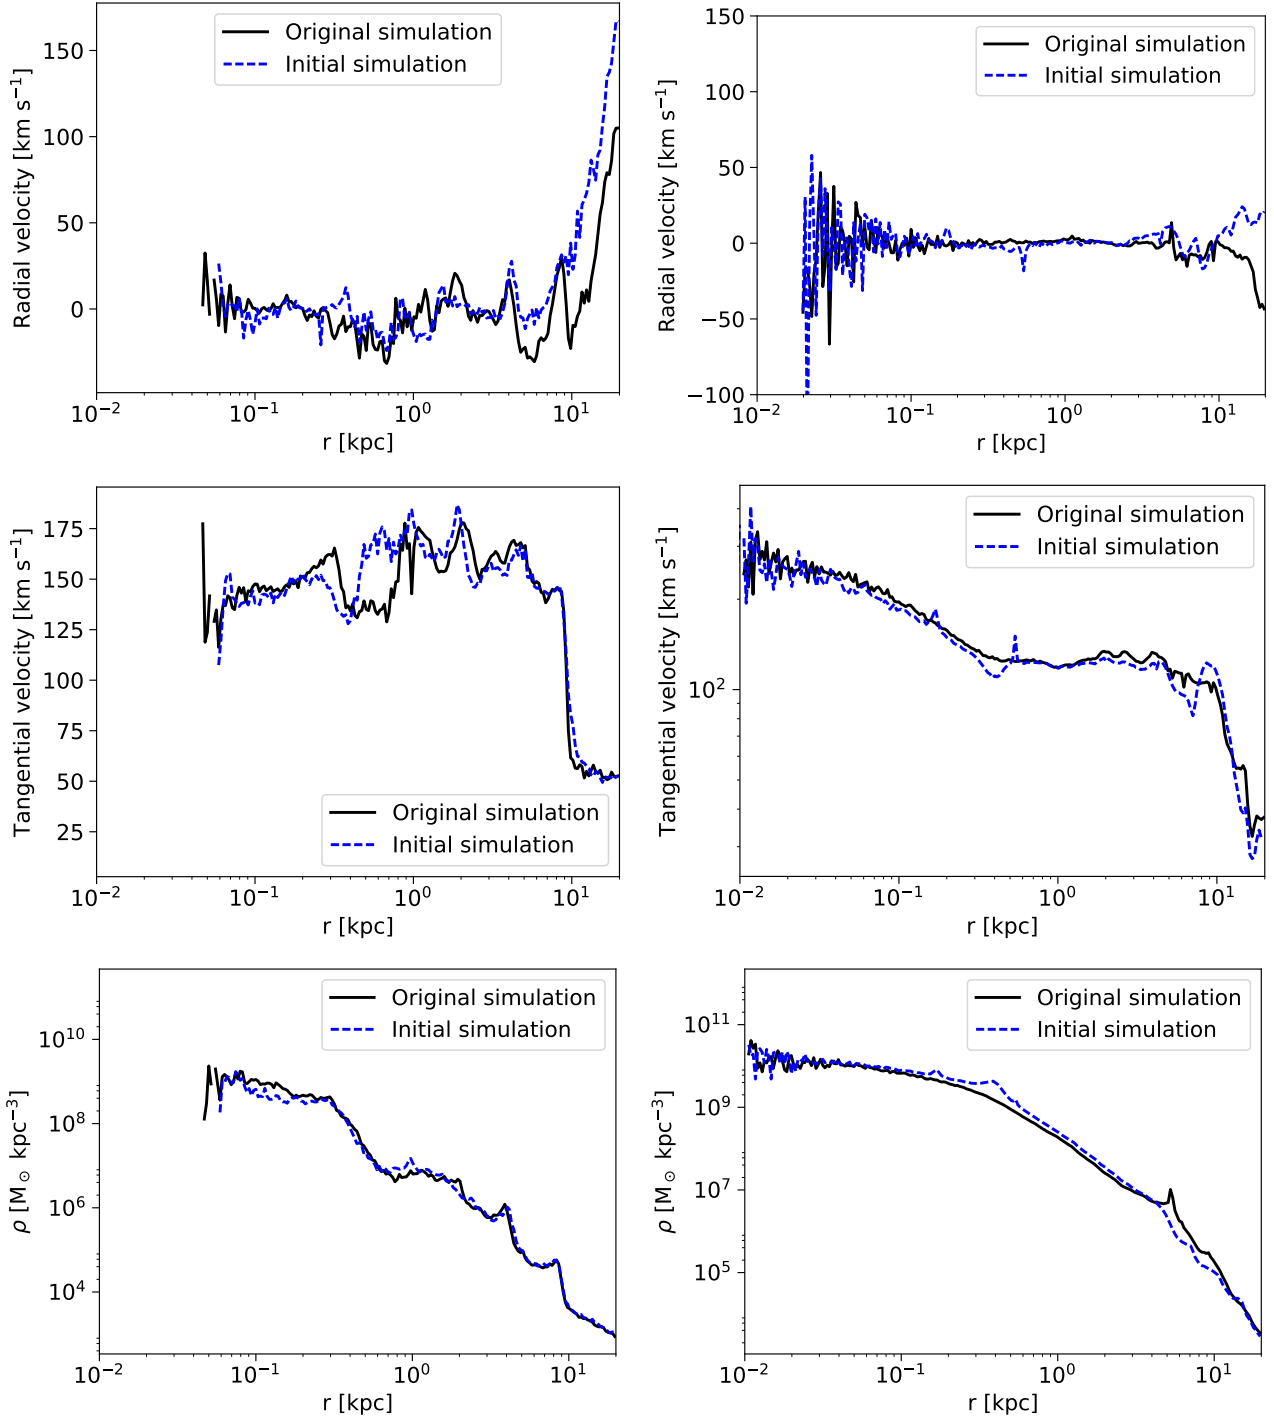 150
100
50
0
10⁻²
10⁻¹
10⁰
10¹
r [kpc]
Radial velocity [km s⁻¹]
Original simulation
Initial simulation
150
100
50
0
−50
−100
10⁻²
10⁻¹
10⁰
10¹
r [kpc]
Radial velocity [km s⁻¹]
Original simulation
Initial simulation
175
150
125
100
75
50
25
10⁻²
10⁻¹
10⁰
10¹
r [kpc]
Tangential velocity [km s⁻¹]
Original simulation
Initial simulation
10²
10⁻²
10⁻¹
10⁰
10¹
r [kpc]
Tangential velocity [km s⁻¹]
Original simulation
Initial simulation
10¹⁰
10⁸
10⁶
10⁴
10⁻²
10⁻¹
10⁰
10¹
r [kpc]
ρ [M⊙ kpc⁻³]
Original simulation
Initial simulation
10¹¹
10⁹
10⁷
10⁵
10⁻²
10⁻¹
10⁰
10¹
r [kpc]
ρ [M⊙ kpc⁻³]
Original simulation
Initial simulation